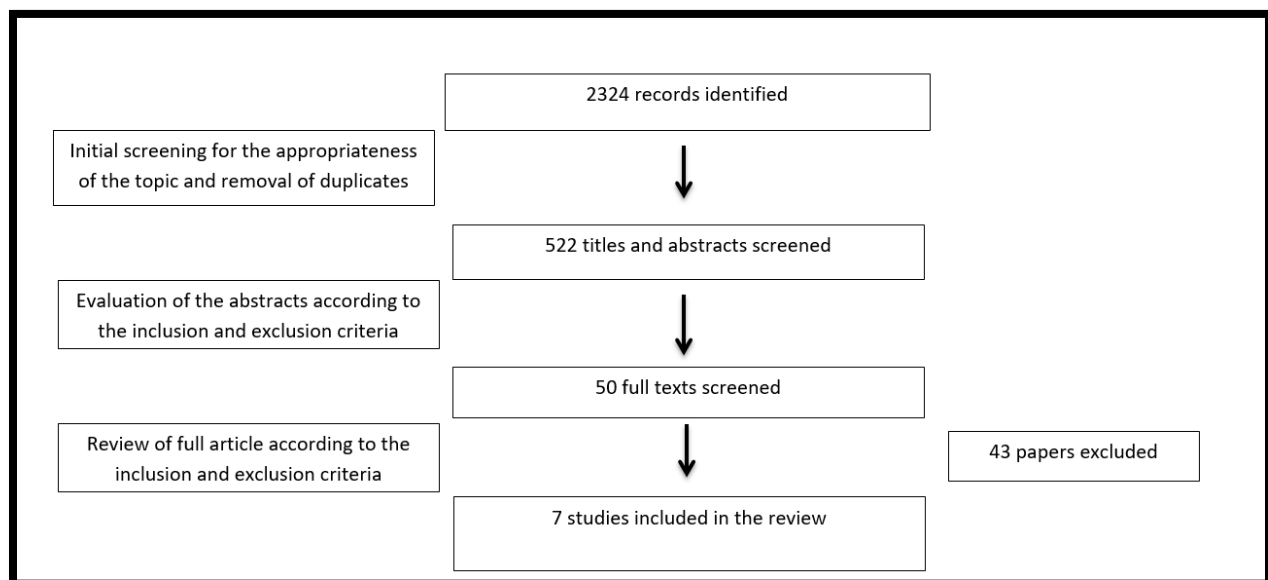 2324 records identified
Initial screening for the appropriateness
of the topic and removal of duplicates
522 titles and abstracts screened
Evaluation of the abstracts according to
the inclusion and exclusion criteria
50 full texts screened
Review of full article according to the
inclusion and exclusion criteria
43 papers excluded
7 studies included in the review